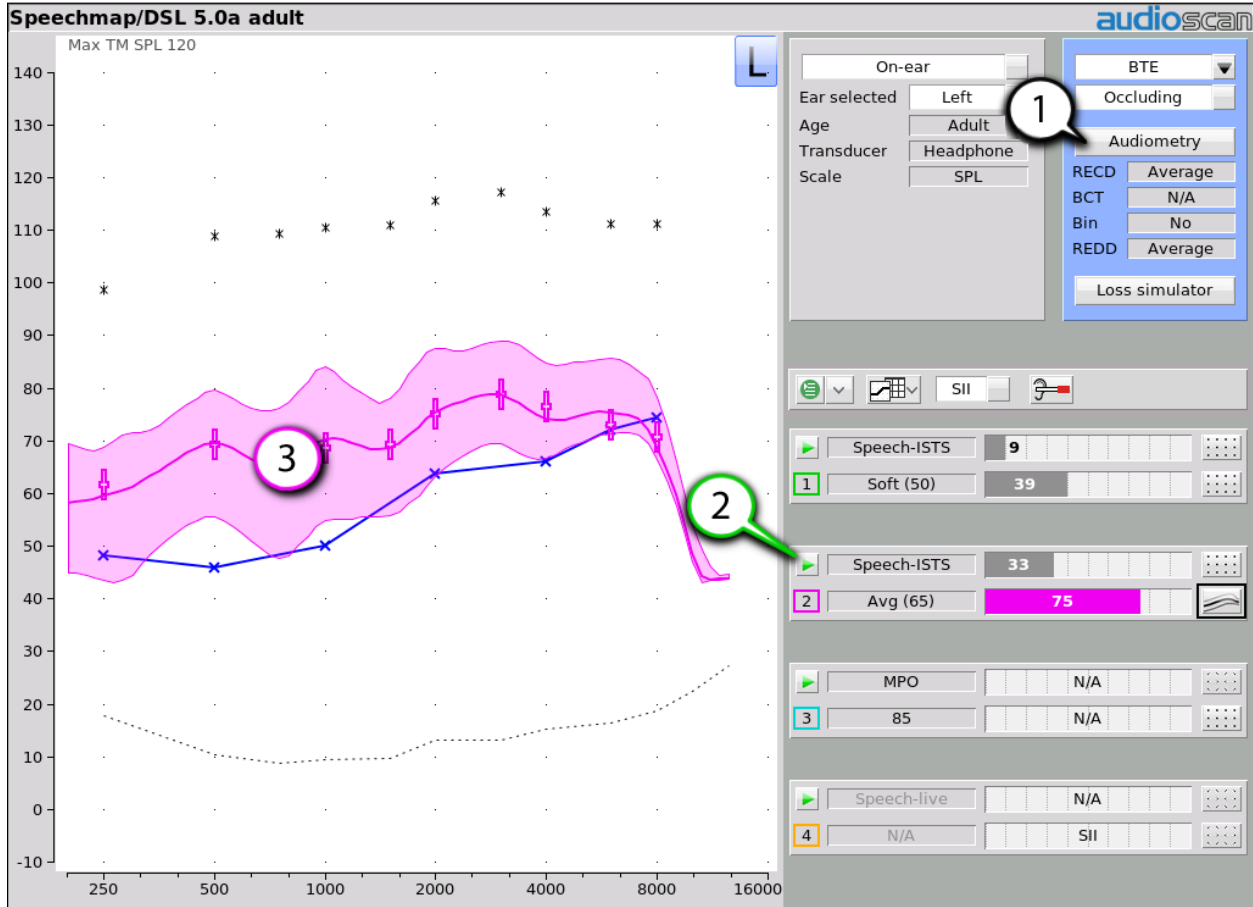 Speechmap/DSL 5.0a adult
audioscan
Max TM SPL 120
L
140
130
120
110
100
90
80
70
60
50
40
30
20
10
0
-10
250 500 1000 2000 4000 8000 16000
3
On-ear
Ear selected Left
Age Adult
Transducer Headphone
Scale SPL
1
BTE
Occluding
Audiometry
RECD Average
BCT N/A
Bin No
REDD Average
Loss simulator
SII
Speech-ISTS 9
1 Soft (50) 39
2
Speech-ISTS 33
2 Avg (65) 75
MPO N/A
3 85 N/A
Speech-live N/A
4 N/A SII